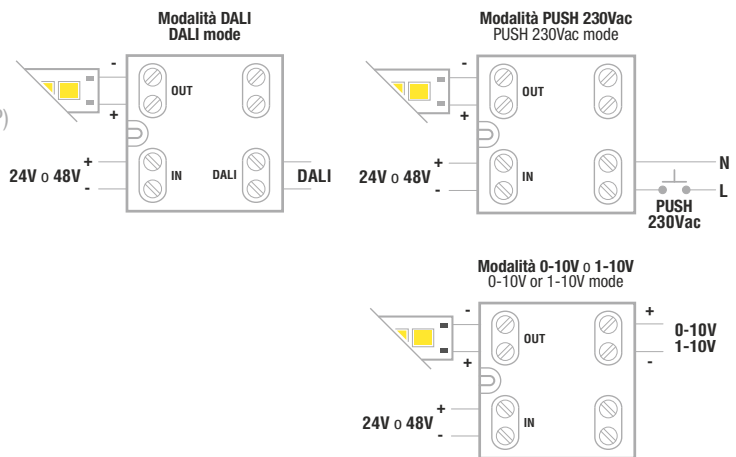 Modalità DALI
DALI mode
-
OUT
+
+
24V o 48V
-
IN
DALI
DALI
Modalità PUSH 230Vac
PUSH 230Vac mode
-
OUT
+
+
24V o 48V
-
IN
N
L
PUSH
230Vac
Modalità 0-10V o 1-10V
0-10V or 1-10V mode
-
OUT
+
+
0-10V
1-10V
-
+
24V o 48V
-
IN